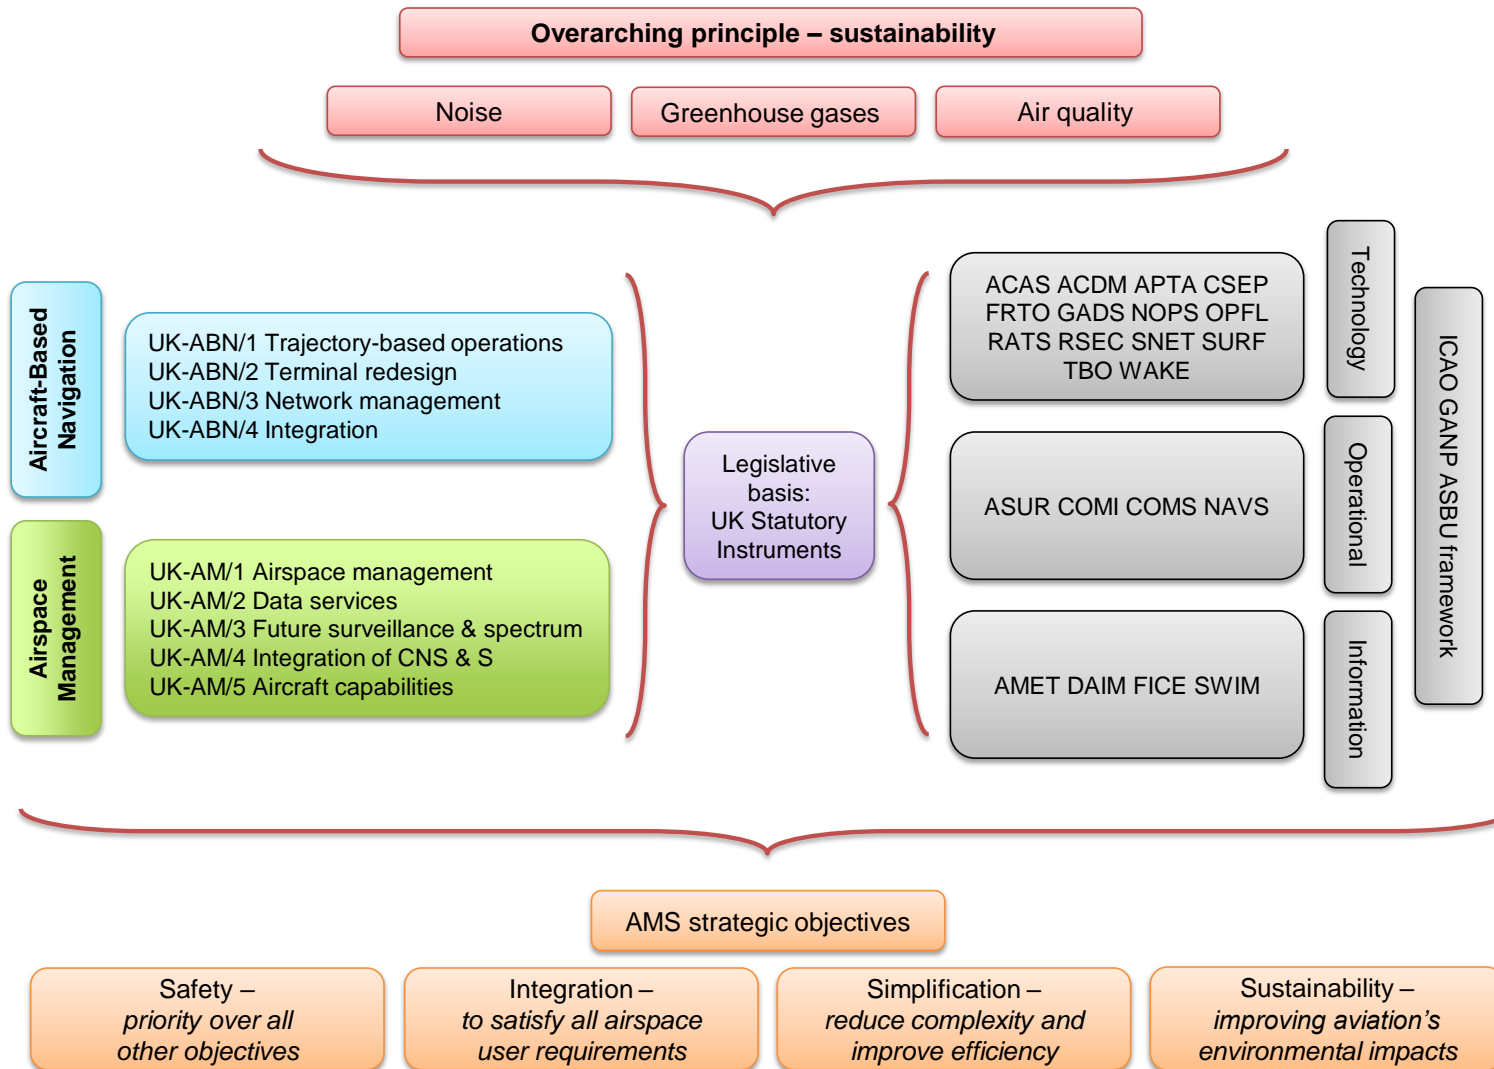 Overarching principle – sustainability
Noise
Greenhouse gases
Air quality
Aircraft-Based
Navigation
UK-ABN/1 Trajectory-based operations
UK-ABN/2 Terminal redesign
UK-ABN/3 Network management
UK-ABN/4 Integration
Airspace
Management
UK-AM/1 Airspace management
UK-AM/2 Data services
UK-AM/3 Future surveillance & spectrum
UK-AM/4 Integration of CNS & S
UK-AM/5 Aircraft capabilities
Legislative
basis:
UK Statutory
Instruments
ACAS ACDM APTA CSEP
FRTO GADS NOPS OPFL
RATS RSEC SNET SURF
TBO WAKE
Technology
ASUR COMI COMS NAVS
Operational
AMET DAIM FICE SWIM
Information
ICAO GANP ASBU framework
AMS strategic objectives
Safety –
priority over all
other objectives
Integration –
to satisfy all airspace
user requirements
Simplification –
reduce complexity and
improve efficiency
Sustainability –
improving aviation’s
environmental impacts